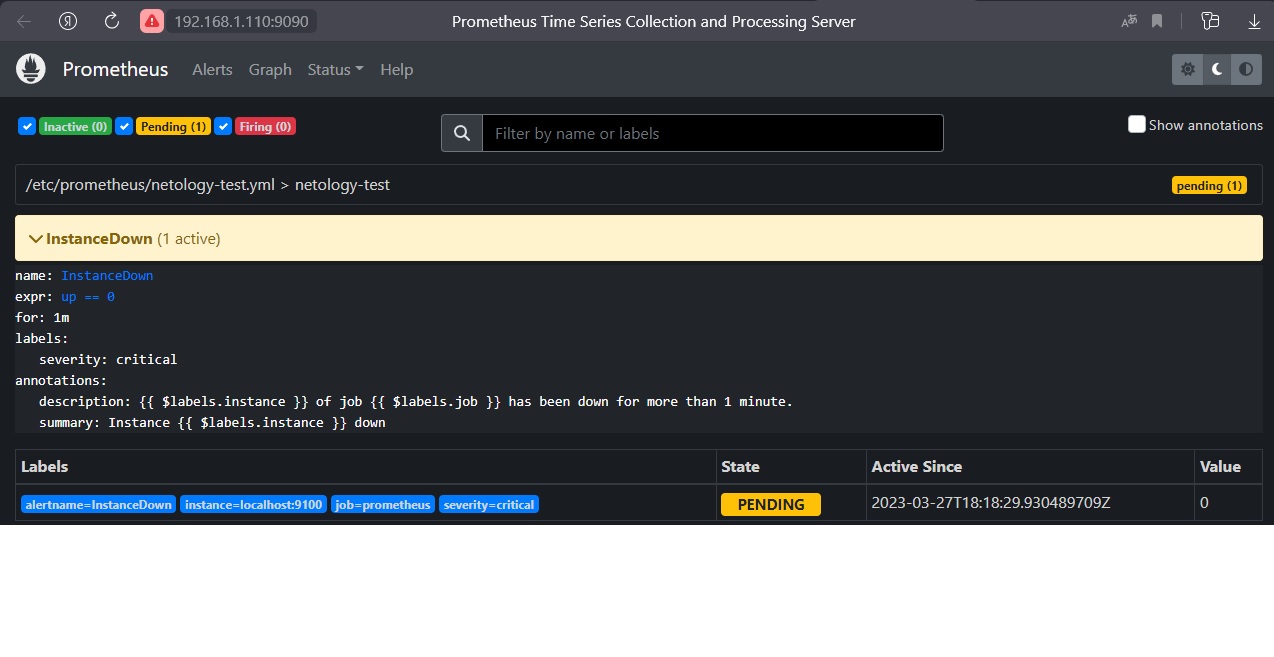 192.168.1.110:9090 Prometheus Time Series Collection and Processing Server
Prometheus Alerts Graph Status Help
Inactive (0) Pending (1) Firing (0) Filter by name or labels Show annotations
/etc/prometheus/netology-test.yml > netology-test pending (1)
InstanceDown (1 active)
name: InstanceDown
expr: up == 0
for: 1m
labels:
severity: critical
annotations:
description: {{ $labels.instance }} of job {{ $labels.job }} has been down for more than 1 minute.
summary: Instance {{ $labels.instance }} down
Labels State Active Since Value
alertname=InstanceDown instance=localhost:9100 job=prometheus severity=critical PENDING 2023-03-27T18:18:29.930489709Z 0